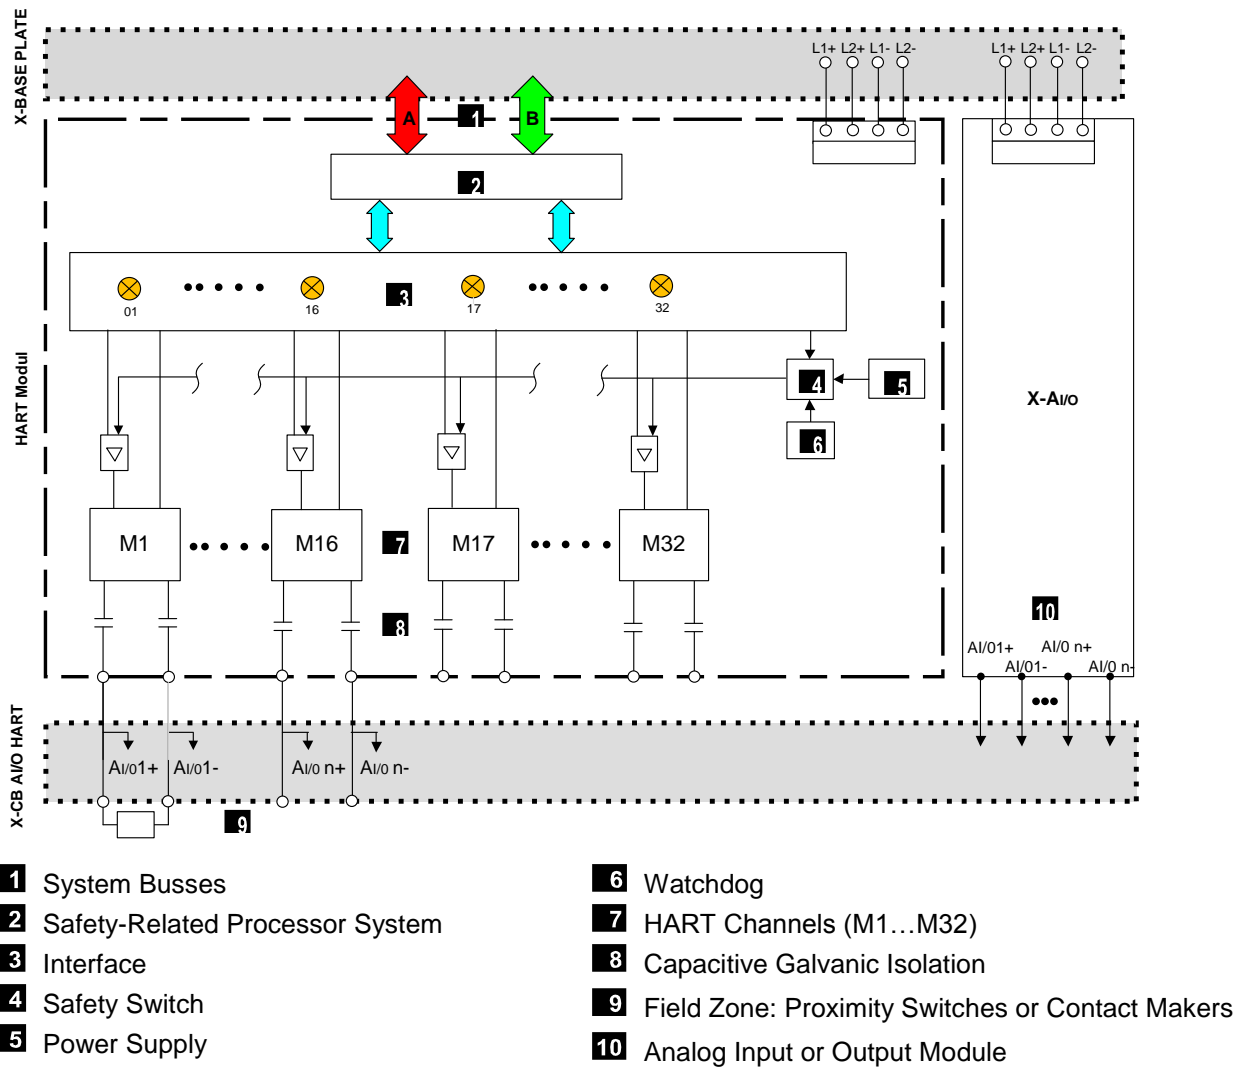 X-BASE PLATE
L1+ L2+ L1- L2-
L1+ L2+ L1- L2-
A
1
B
2
HART Modul
3
01
16
17
32
4
5
6
X-AI/O
M1
M16
7
M17
M32
8
10
AI/01+
AI/01-
AI/0 n+
AI/0 n-
X-CB AI/O HART
AI/01+
AI/01-
AI/0 n+
AI/0 n-
9
1 System Busses
2 Safety-Related Processor System
3 Interface
4 Safety Switch
5 Power Supply
6 Watchdog
7 HART Channels (M1…M32)
8 Capacitive Galvanic Isolation
9 Field Zone: Proximity Switches or Contact Makers
10 Analog Input or Output Module